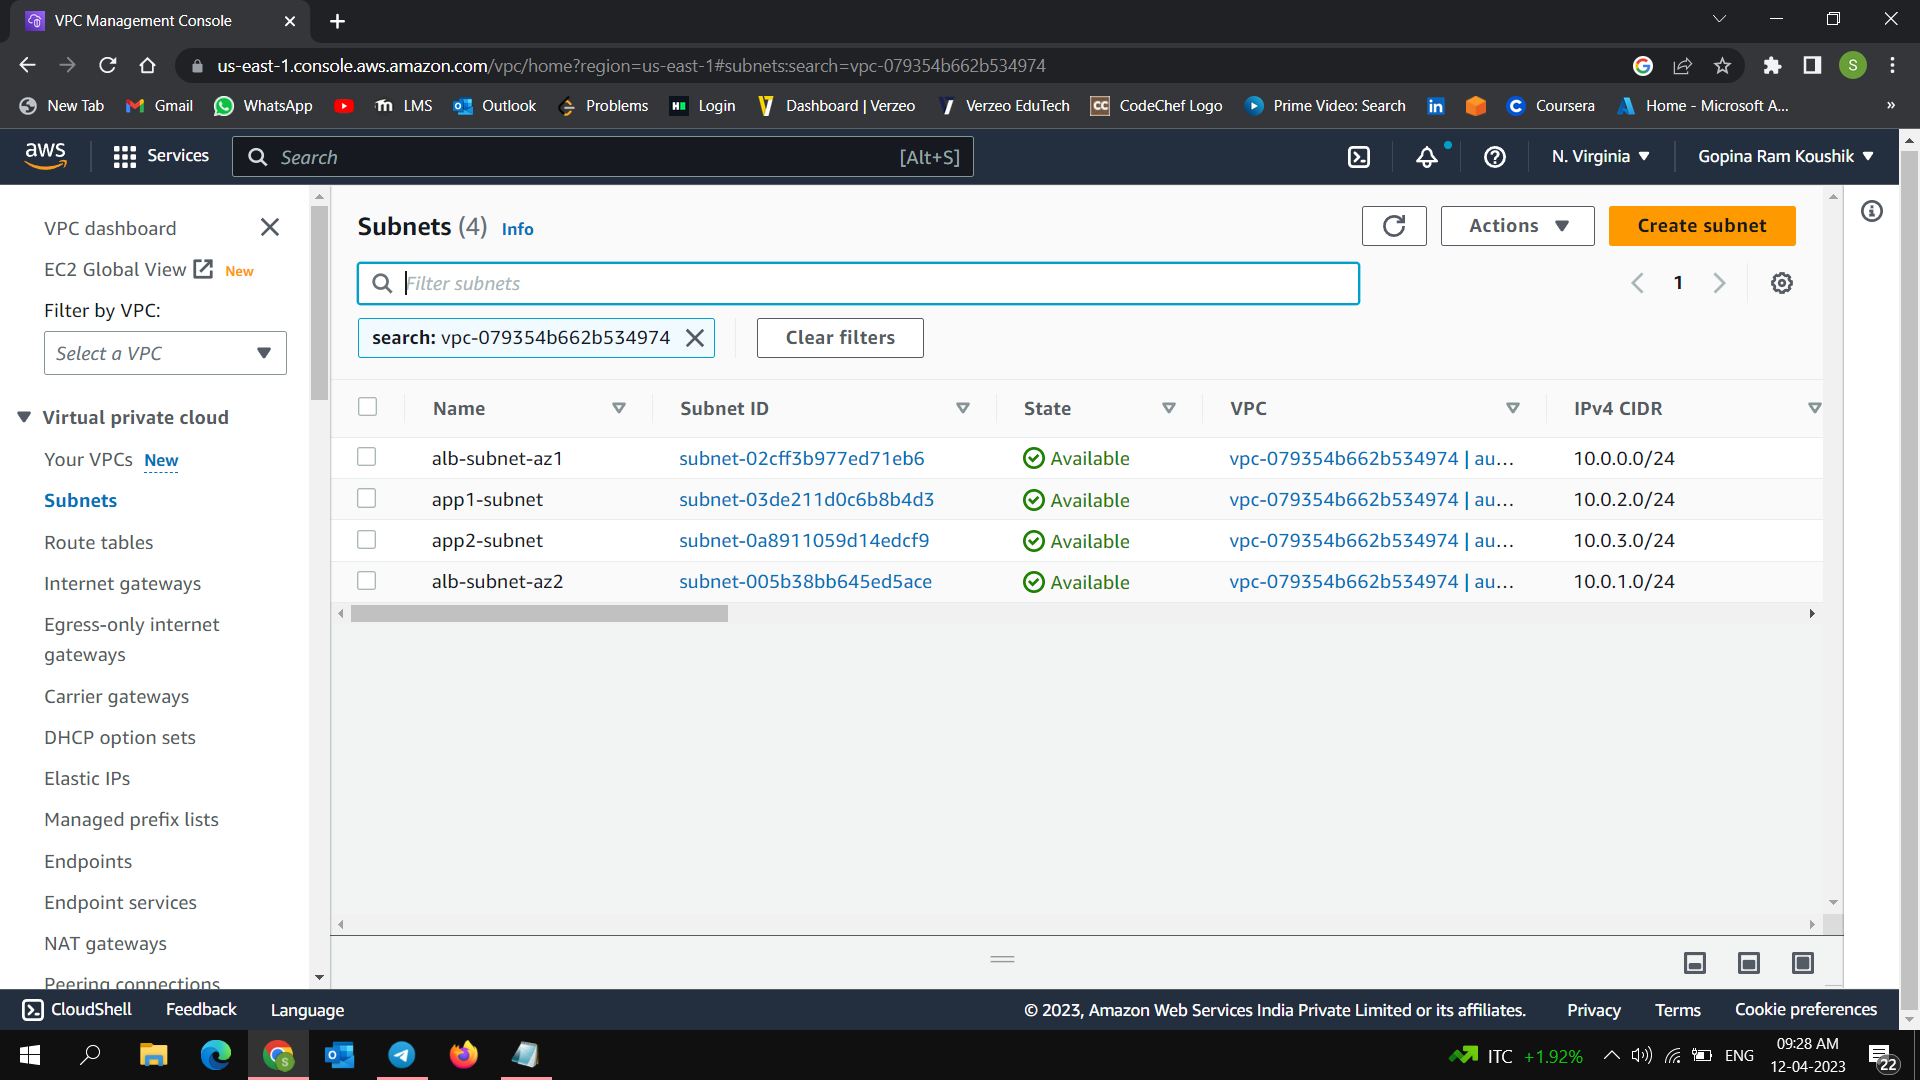 VPC Management Console
us-east-1.console.aws.amazon.com/vpc/home?region=us-east-1#subnets:search=vpc-079354b662b534974
S
New Tab Gmail WhatsApp LMS Outlook Problems Login Dashboard | Verzeo Verzeo EduTech CodeChef Logo Prime Video: Search Coursera Home - Microsoft A... »
aws Services Search [Alt+S] N. Virginia Gopina Ram Koushik
VPC dashboard
EC2 Global View New
Filter by VPC:
Select a VPC
Virtual private cloud
Your VPCs New
Subnets
Route tables
Internet gateways
Egress-only internet
gateways
Carrier gateways
DHCP option sets
Elastic IPs
Managed prefix lists
Endpoints
Endpoint services
NAT gateways
Peering connections
Subnets (4) Info
Actions
Create subnet
Filter subnets
1
search: vpc-079354b662b534974
Clear filters
Name Subnet ID State VPC IPv4 CIDR
alb-subnet-az1 subnet-02cff3b977ed71eb6 Available vpc-079354b662b534974 | au... 10.0.0.0/24
app1-subnet subnet-03de211d0c6b8b4d3 Available vpc-079354b662b534974 | au... 10.0.2.0/24
app2-subnet subnet-0a8911059d14edcf9 Available vpc-079354b662b534974 | au... 10.0.3.0/24
alb-subnet-az2 subnet-005b38bb645ed5ace Available vpc-079354b662b534974 | au... 10.0.1.0/24
CloudShell Feedback Language © 2023, Amazon Web Services India Private Limited or its affiliates. Privacy Terms Cookie preferences
ITC +1.92% ENG 09:28 AM
12-04-2023
22